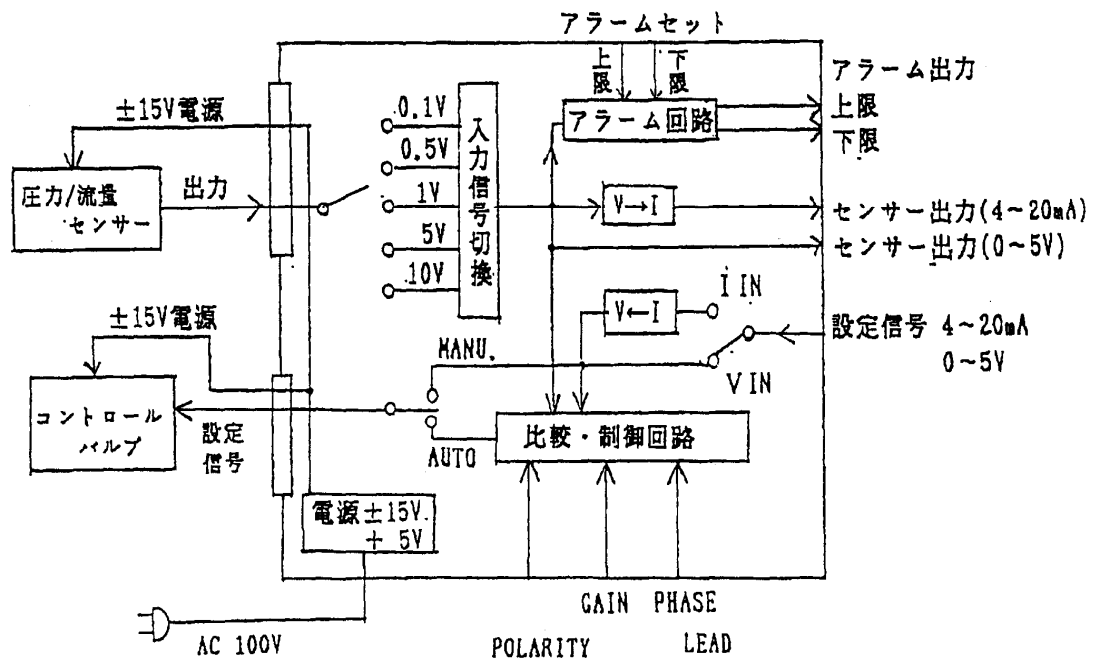 アラームセット
上限
下限
アラーム出力
上限
下限
アラーム回路
±15V電源
圧力/流量
センサー
出力
0.1V
0.5V
1V
5V
10V
入力信号切換
V→I
センサー出力(4～20mA)
センサー出力(0～5V)
V←I
I IN
設定信号 4～20mA
0～5V
V IN
±15V電源
MANU.
コントロール
バルブ
設定
信号
AUTO
比較・制御回路
電源±15V
+ 5V
AC 100V
GAIN PHASE
POLARITY LEAD